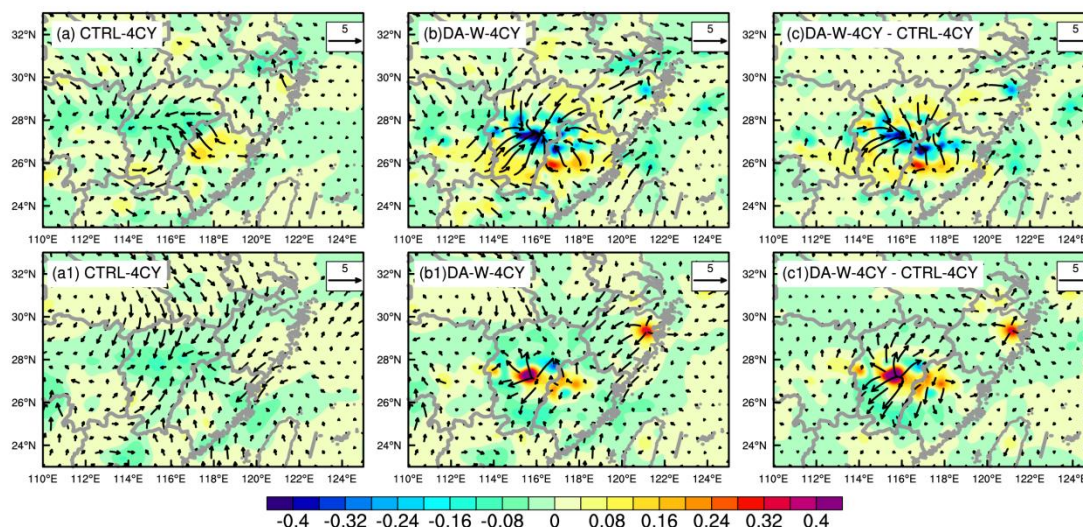 (a) CTRL-4CY 5
(b)DA-W-4CY 5
(c)DA-W-4CY - CTRL-4CY 5
32°N 32°N 32°N
30°N 30°N 30°N
28°N 28°N 28°N
26°N 26°N 26°N
24°N 24°N 24°N
110°E 112°E 114°E 116°E 118°E 120°E 122°E 124°E 110°E 112°E 114°E 116°E 118°E 120°E 122°E 124°E 110°E 112°E 114°E 116°E 118°E 120°E 122°E 124°E
(a1) CTRL-4CY 5
(b1)DA-W-4CY 5
(c1)DA-W-4CY - CTRL-4CY 5
32°N 32°N 32°N
30°N 30°N 30°N
28°N 28°N 28°N
26°N 26°N 26°N
24°N 24°N 24°N
110°E 112°E 114°E 116°E 118°E 120°E 122°E 124°E 110°E 112°E 114°E 116°E 118°E 120°E 122°E 124°E 110°E 112°E 114°E 116°E 118°E 120°E 122°E 124°E
-0.4 -0.32 -0.24 -0.16 -0.08 0 0.08 0.16 0.24 0.32 0.4